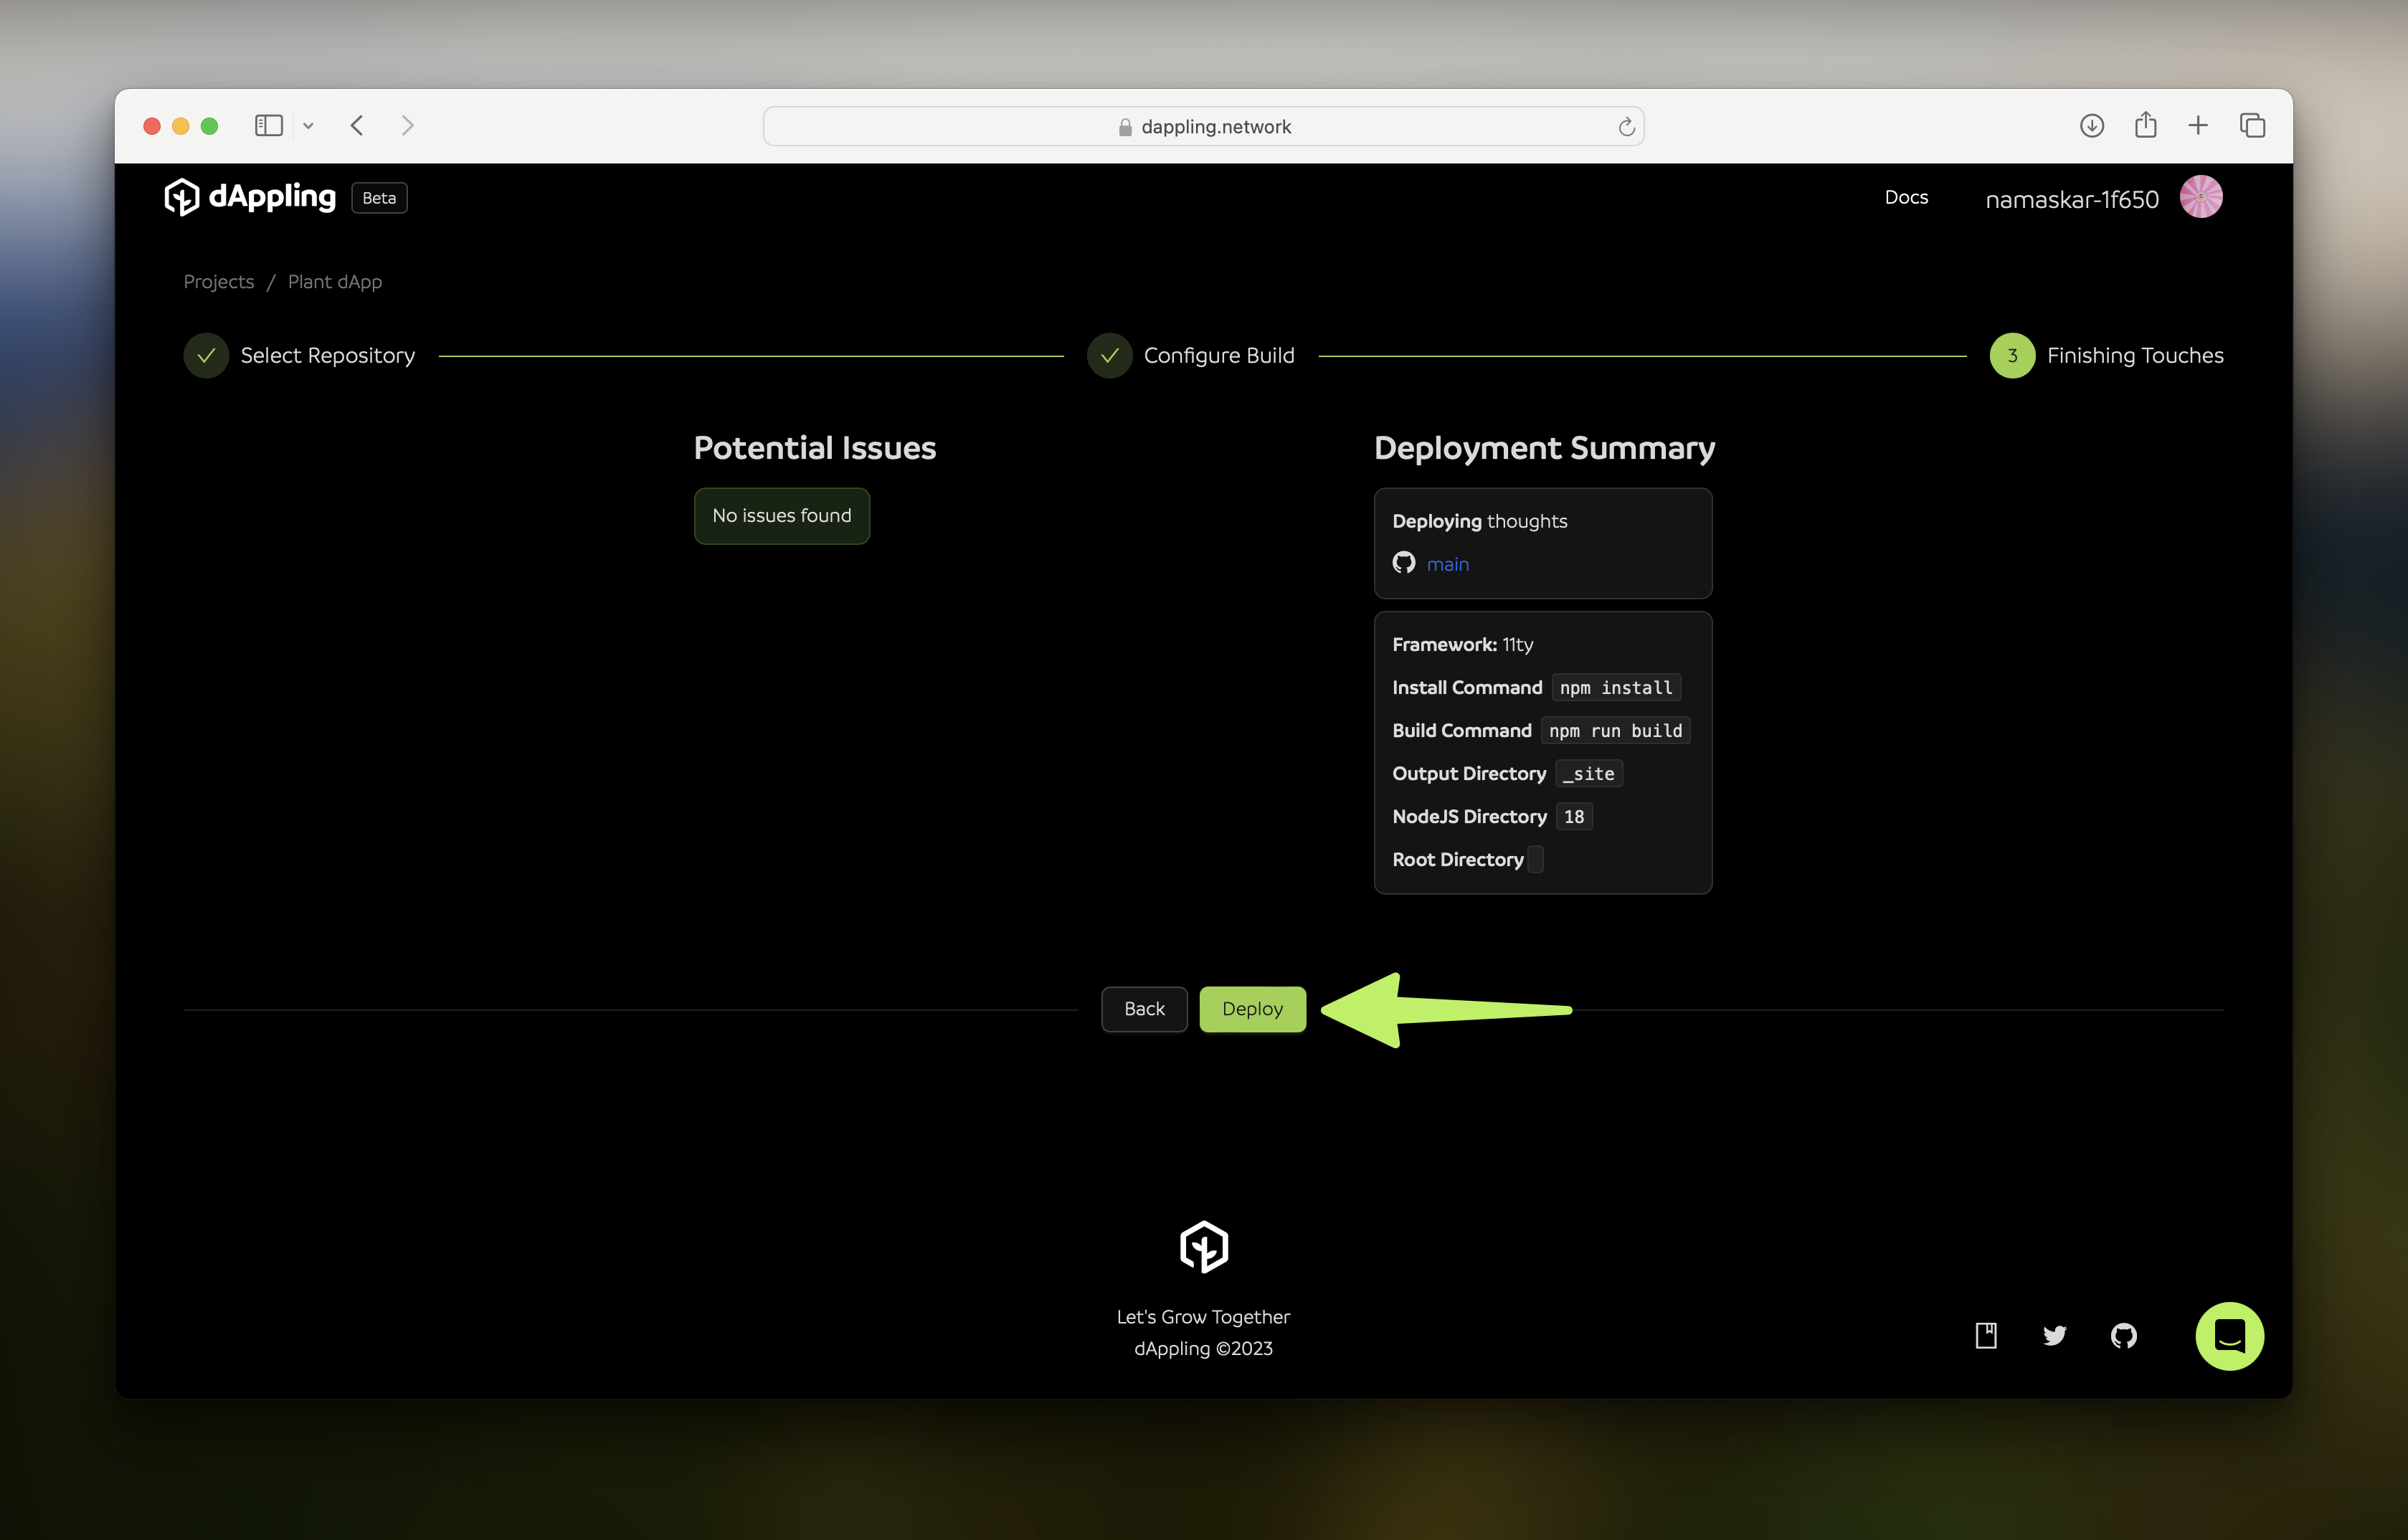 dappling.network
dAppling Beta
Docs
namaskar-1f650
Projects / Plant dApp
Select Repository
Configure Build
3 Finishing Touches
Potential Issues
No issues found
Deployment Summary
Deploying thoughts
main
Framework: 11ty
Install Command npm install
Build Command npm run build
Output Directory _site
NodeJS Directory 18
Root Directory
Back
Deploy
Let's Grow Together
dAppling ©2023